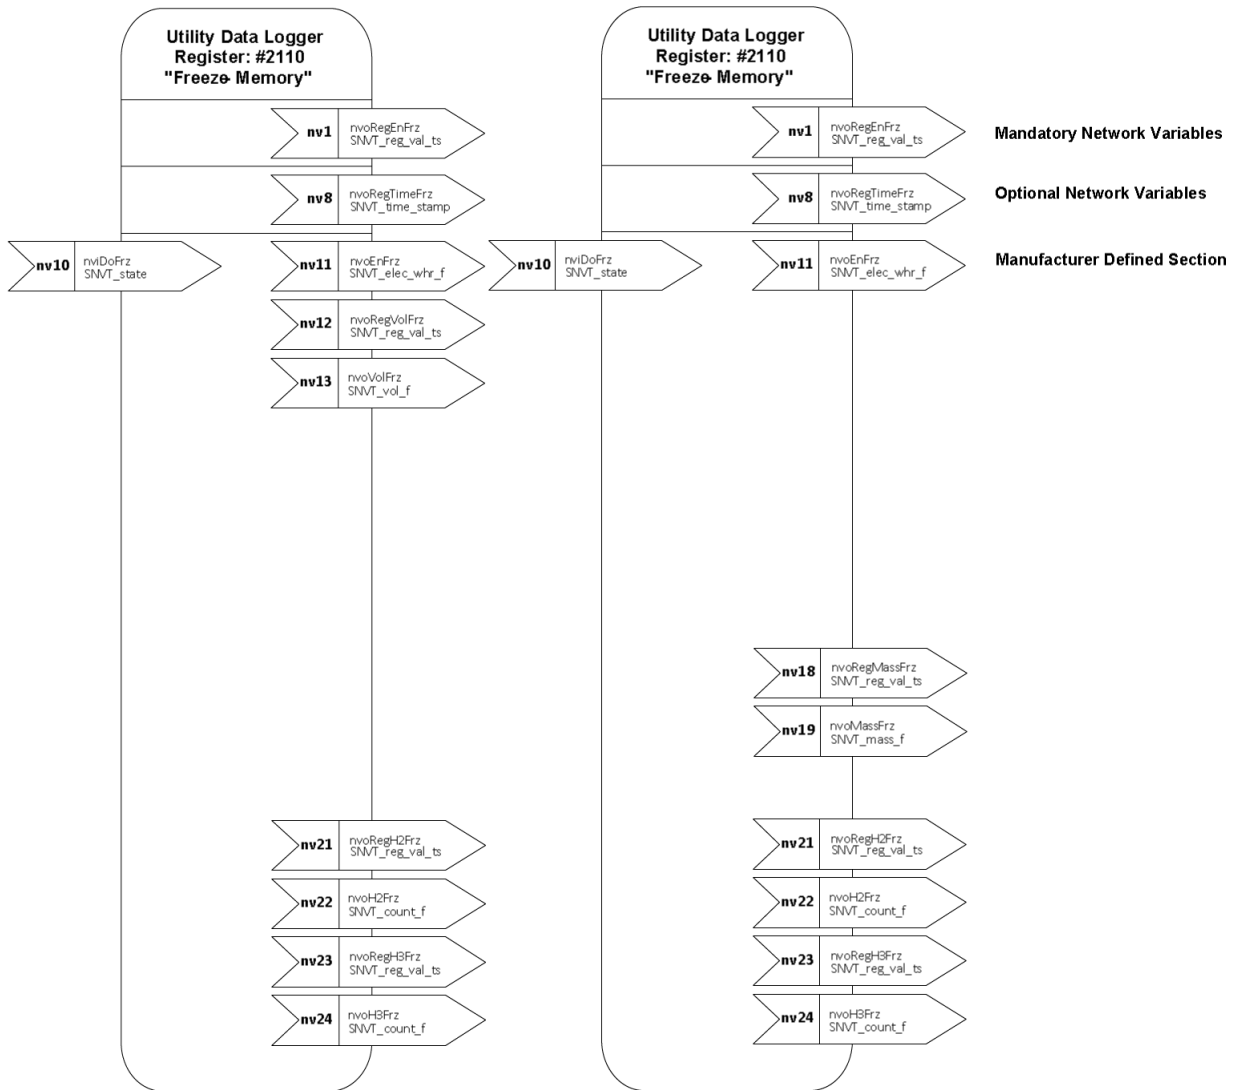 Utility Data Logger
Register: #2110
"Freeze Memory"
nv1
nvoRegEnFrz
SNVT_reg_val_ts
nv8
nvoRegTimeFrz
SNVT_time_stamp
nv10
nviDoFrz
SNVT_state
nv11
nvoEnFrz
SNVT_elec_whr_f
nv12
nvoRegVolFrz
SNVT_reg_val_ts
nv13
nvoVolFrz
SNVT_vol_f
nv21
nvoRegH2Frz
SNVT_reg_val_ts
nv22
nvoH2Frz
SNVT_count_f
nv23
nvoRegH3Frz
SNVT_reg_val_ts
nv24
nvoH3Frz
SNVT_count_f
Utility Data Logger
Register: #2110
"Freeze Memory"
nv1
nvoRegEnFrz
SNVT_reg_val_ts
nv8
nvoRegTimeFrz
SNVT_time_stamp
nv10
nviDoFrz
SNVT_state
nv11
nvoEnFrz
SNVT_elec_whr_f
nv18
nvoRegMassFrz
SNVT_reg_val_ts
nv19
nvoMassFrz
SNVT_mass_f
nv21
nvoRegH2Frz
SNVT_reg_val_ts
nv22
nvoH2Frz
SNVT_count_f
nv23
nvoRegH3Frz
SNVT_reg_val_ts
nv24
nvoH3Frz
SNVT_count_f
Mandatory Network Variables
Optional Network Variables
Manufacturer Defined Section